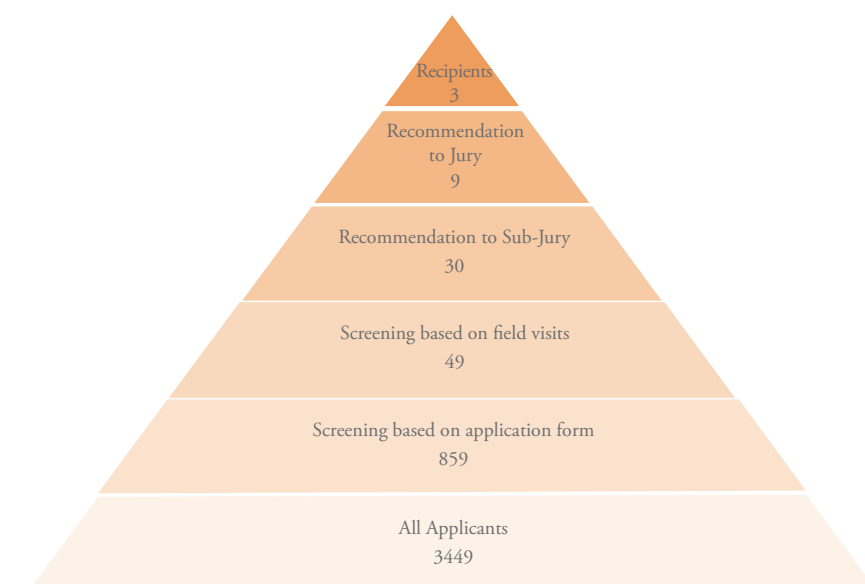 Recipients
3
Recommendation
to Jury
9
Recommendation to Sub-Jury
30
Screening based on field visits
49
Screening based on application form
859
All Applicants
3449